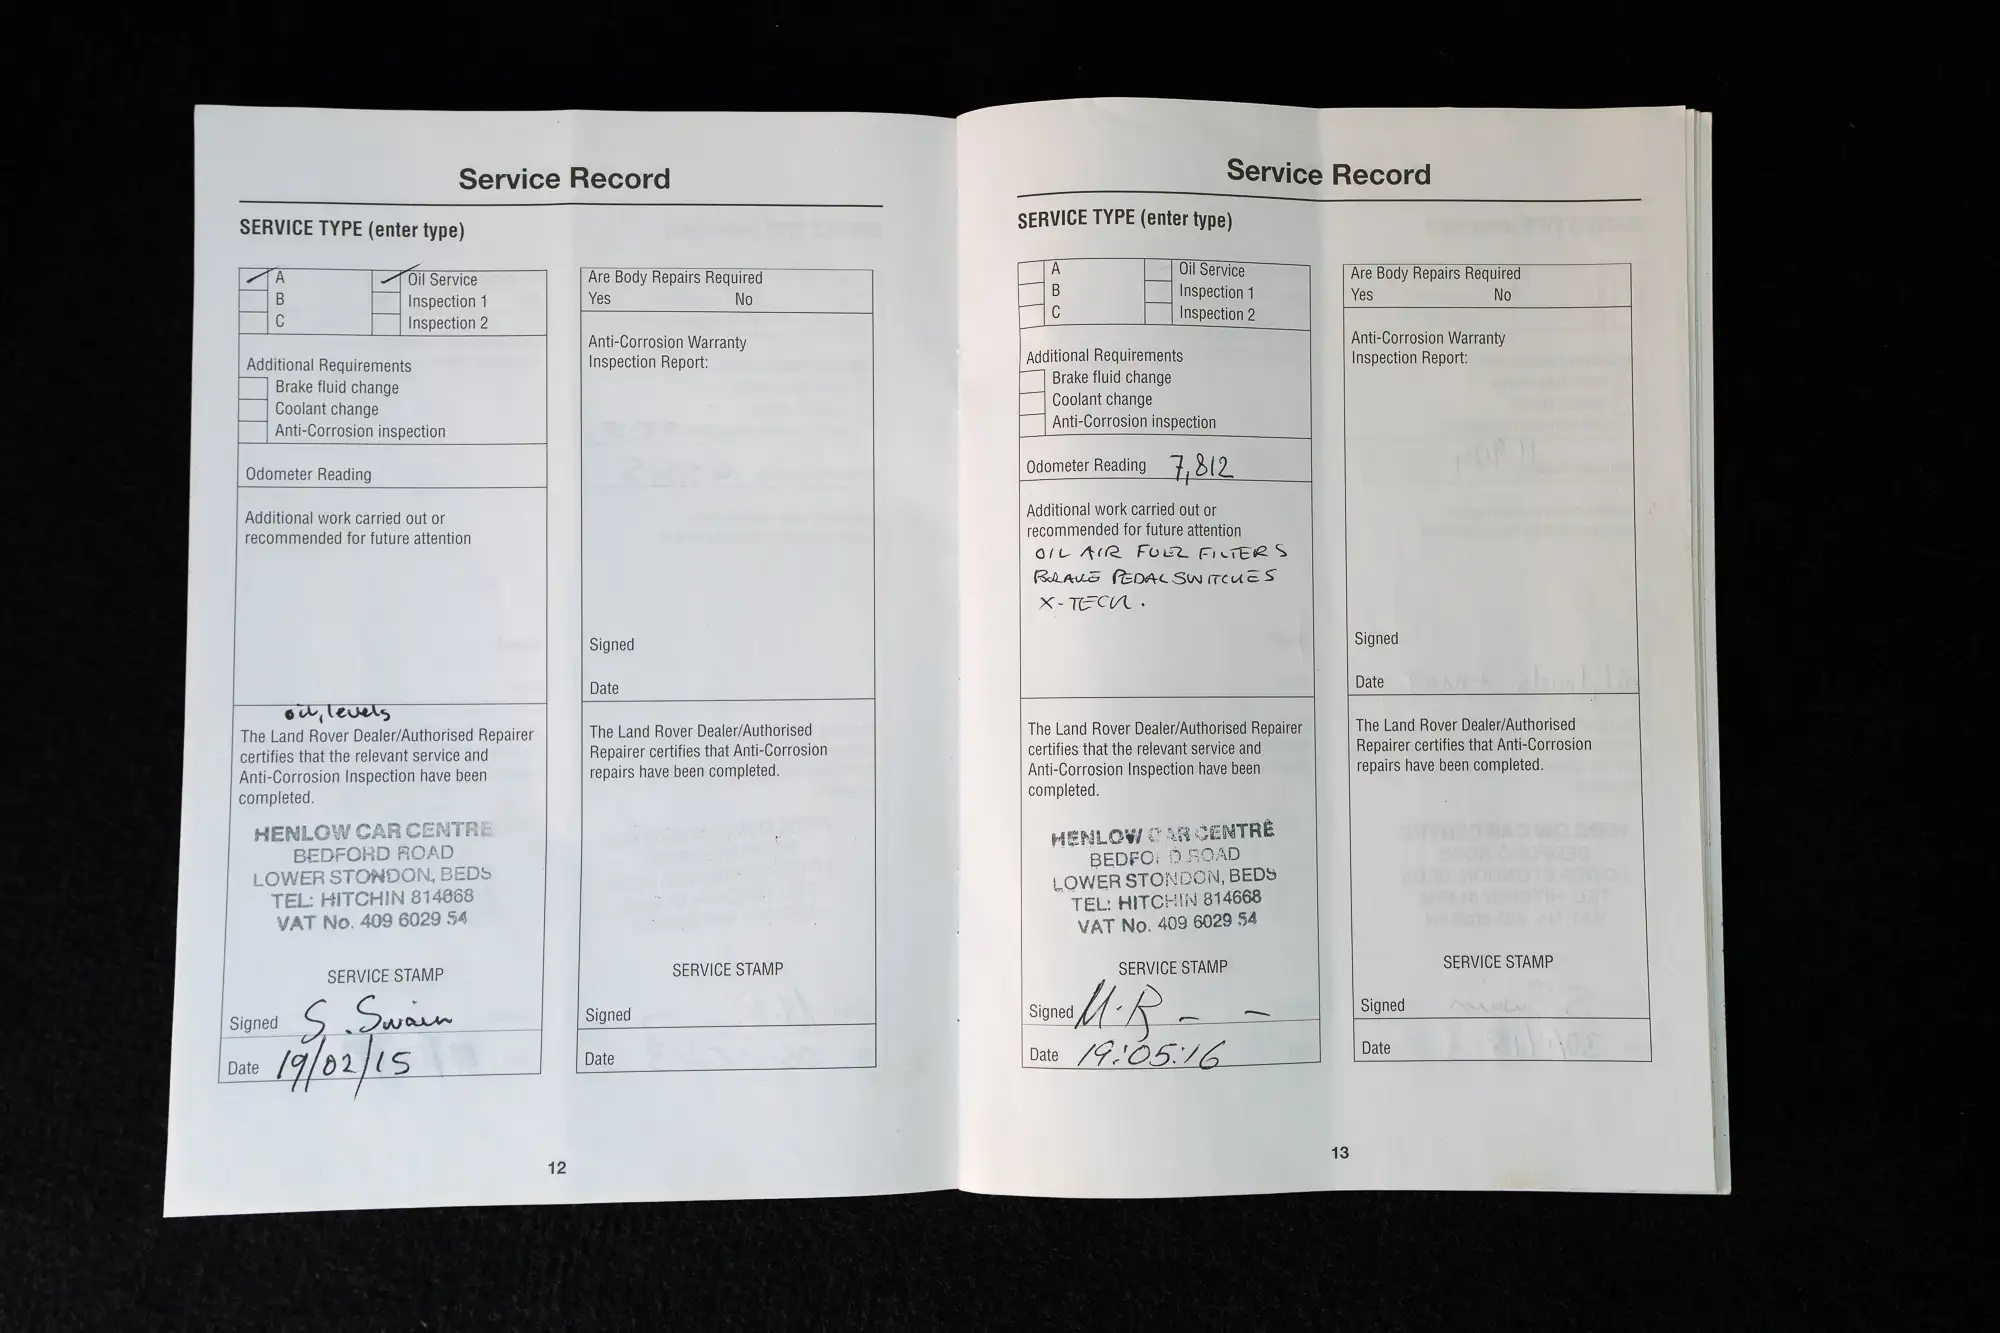 Service Record
SERVICE TYPE (enter type)
A Oil Service
B Inspection 1
C Inspection 2
Additional Requirements
Brake fluid change
Coolant change
Anti-Corrosion inspection
Odometer Reading
Additional work carried out or
recommended for future attention
oil, levels
The Land Rover Dealer/Authorised Repairer
certifies that the relevant service and
Anti-Corrosion Inspection have been
completed.
HENLOW CAR CENTRE
BEDFORD ROAD
LOWER STONDON, BEDS
TEL: HITCHIN 814668
VAT No. 409 6029 54
SERVICE STAMP
Signed S. Swain
Date 19/02/15
Are Body Repairs Required
Yes No
Anti-Corrosion Warranty
Inspection Report:
Signed
Date
The Land Rover Dealer/Authorised
Repairer certifies that Anti-Corrosion
repairs have been completed.
SERVICE STAMP
Signed
Date
12
Service Record
SERVICE TYPE (enter type)
A Oil Service
B Inspection 1
C Inspection 2
Additional Requirements
Brake fluid change
Coolant change
Anti-Corrosion inspection
Odometer Reading 7,812
Additional work carried out or
recommended for future attention
OIL AIR FUEL FILTERS
BRAKE PEDAL SWITCHES
X-TECH.
The Land Rover Dealer/Authorised Repairer
certifies that the relevant service and
Anti-Corrosion Inspection have been
completed.
HENLOW CAR CENTRE
BEDFORD ROAD
LOWER STONDON, BEDS
TEL: HITCHIN 814668
VAT No. 409 6029 54
SERVICE STAMP
Signed
Date 19:05:16
Are Body Repairs Required
Yes No
Anti-Corrosion Warranty
Inspection Report:
Signed
Date
The Land Rover Dealer/Authorised
Repairer certifies that Anti-Corrosion
repairs have been completed.
SERVICE STAMP
Signed
Date
13